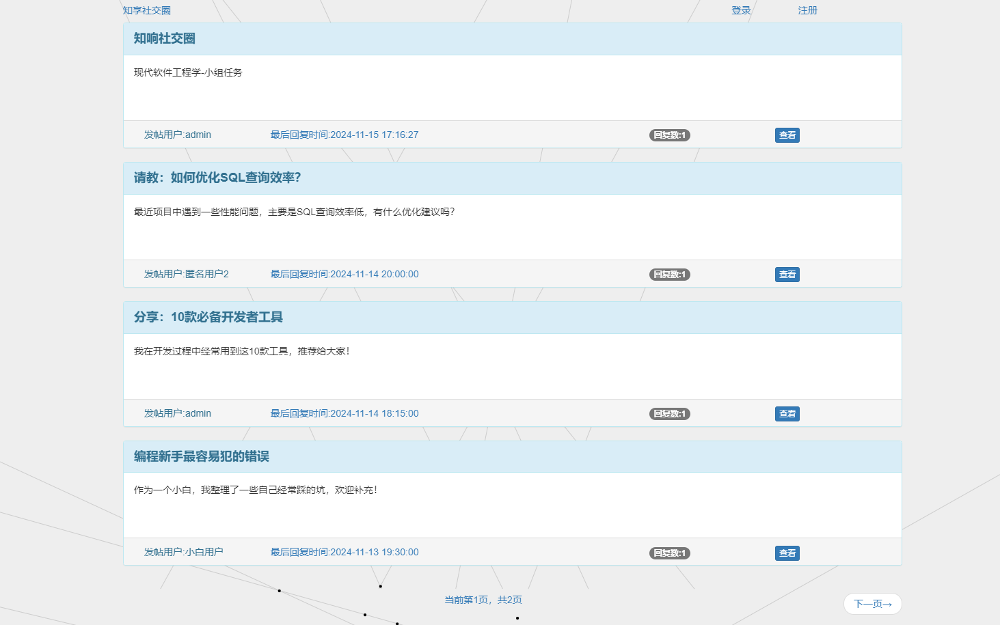 知享社交圈 登录 注册
知响社交圈
现代软件工程学-小组任务
发帖用户:admin 最后回复时间:2024-11-15 17:16:27 回复数:1 查看
请教：如何优化SQL查询效率？
最近项目中遇到一些性能问题，主要是SQL查询效率低，有什么优化建议吗？
发帖用户:匿名用户2 最后回复时间:2024-11-14 20:00:00 回复数:1 查看
分享：10款必备开发者工具
我在开发过程中经常用到这10款工具，推荐给大家！
发帖用户:admin 最后回复时间:2024-11-14 18:15:00 回复数:1 查看
编程新手最容易犯的错误
作为一个小白，我整理了一些自己经常踩的坑，欢迎补充！
发帖用户:小白用户 最后回复时间:2024-11-13 19:30:00 回复数:1 查看
当前第1页，共2页 下一页→